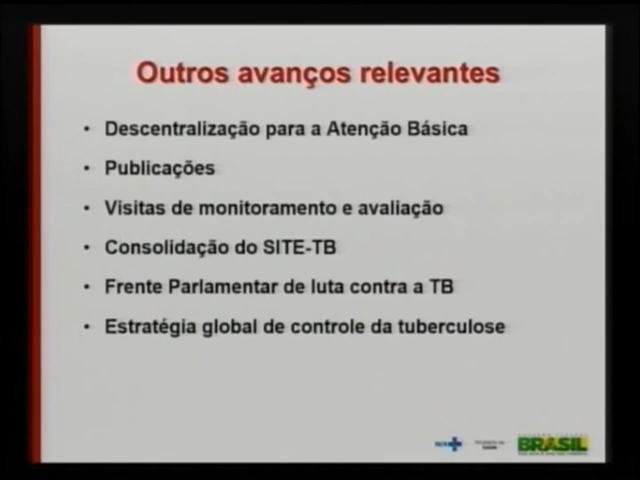 Outros avanços relevantes
• Descentralização para a Atenção Básica
• Publicações
• Visitas de monitoramento e avaliação
• Consolidação do SITE-TB
• Frente Parlamentar de luta contra a TB
• Estratégia global de controle da tuberculose
SUS
BRASIL